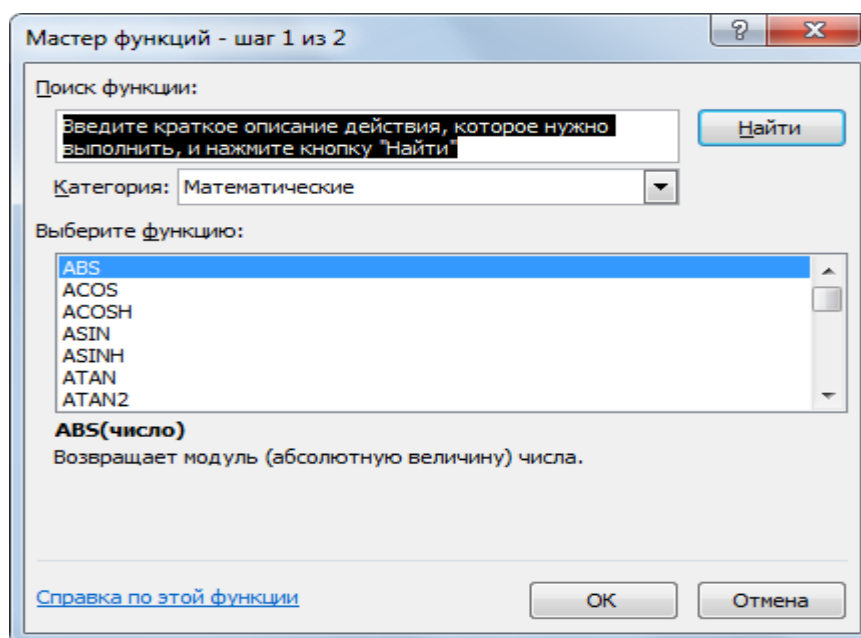 Мастер функций - шаг 1 из 2
Поиск функции:
Введите краткое описание действия, которое нужно
выполнить, и нажмите кнопку "Найти"
Найти
Категория: Математические
Выберите функцию:
ABS
ACOS
ACOSH
ASIN
ASINH
ATAN
ATAN2
ABS(число)
Возвращает модуль (абсолютную величину) числа.
Справка по этой функции
ОК
Отмена